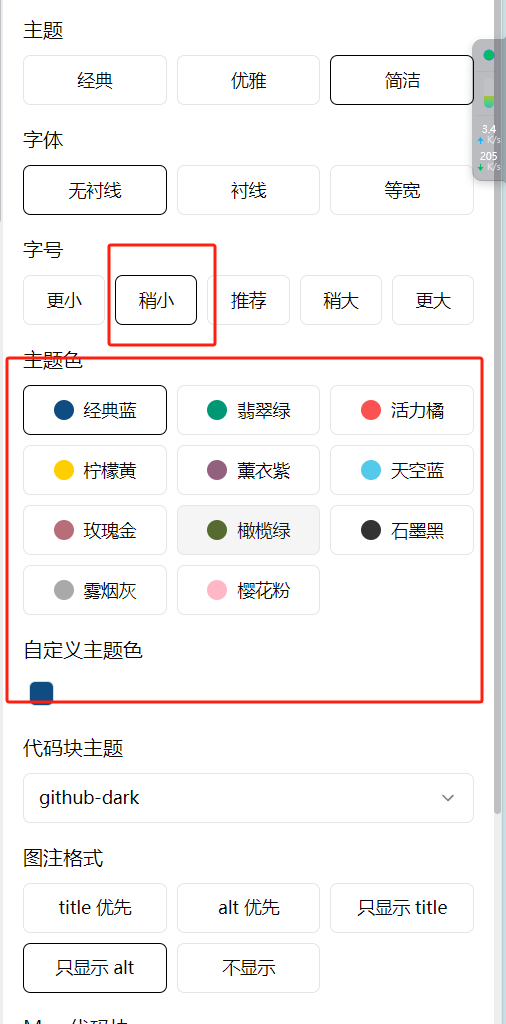 主题
经典 优雅 简洁
3.4
K/s
205
K/s
字体
无衬线 衬线 等宽
字号
更小 稍小 推荐 稍大 更大
主题色
经典蓝 翡翠绿 活力橘
柠檬黄 薰衣紫 天空蓝
玫瑰金 橄榄绿 石墨黑
雾烟灰 樱花粉
自定义主题色
代码块主题
github-dark
图注格式
title 优先 alt 优先 只显示 title
只显示 alt 不显示